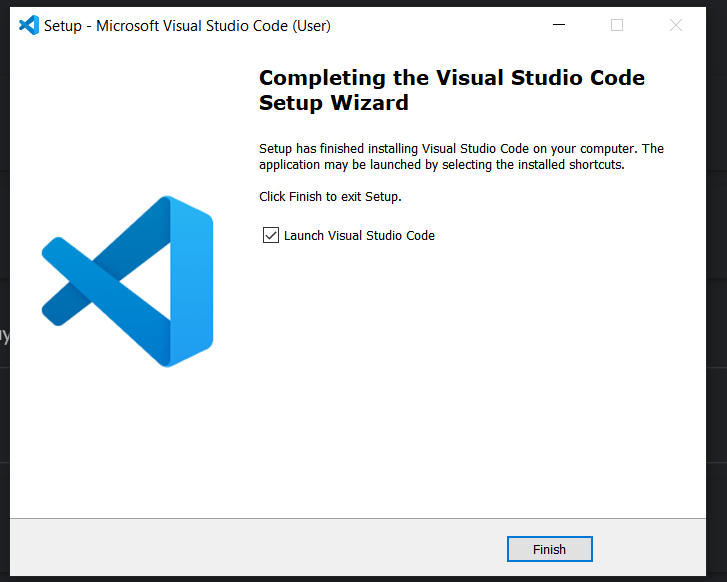 Setup - Microsoft Visual Studio Code (User)
Completing the Visual Studio Code
Setup Wizard
Setup has finished installing Visual Studio Code on your computer. The
application may be launched by selecting the installed shortcuts.
Click Finish to exit Setup.
Launch Visual Studio Code
Finish